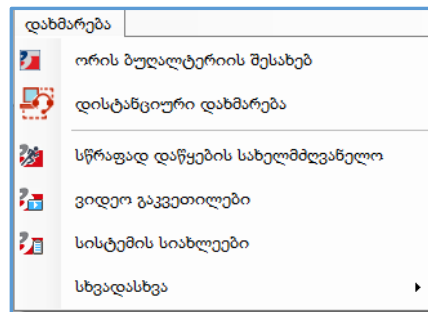 დახმარება
ორის ბუღალტერიის შესახებ
დისტანციური დახმარება
სწრაფად დაწყების სახელმძღვანელო
ვიდეო გაკვეთილები
სისტემის სიახლეები
სხვადასხვა